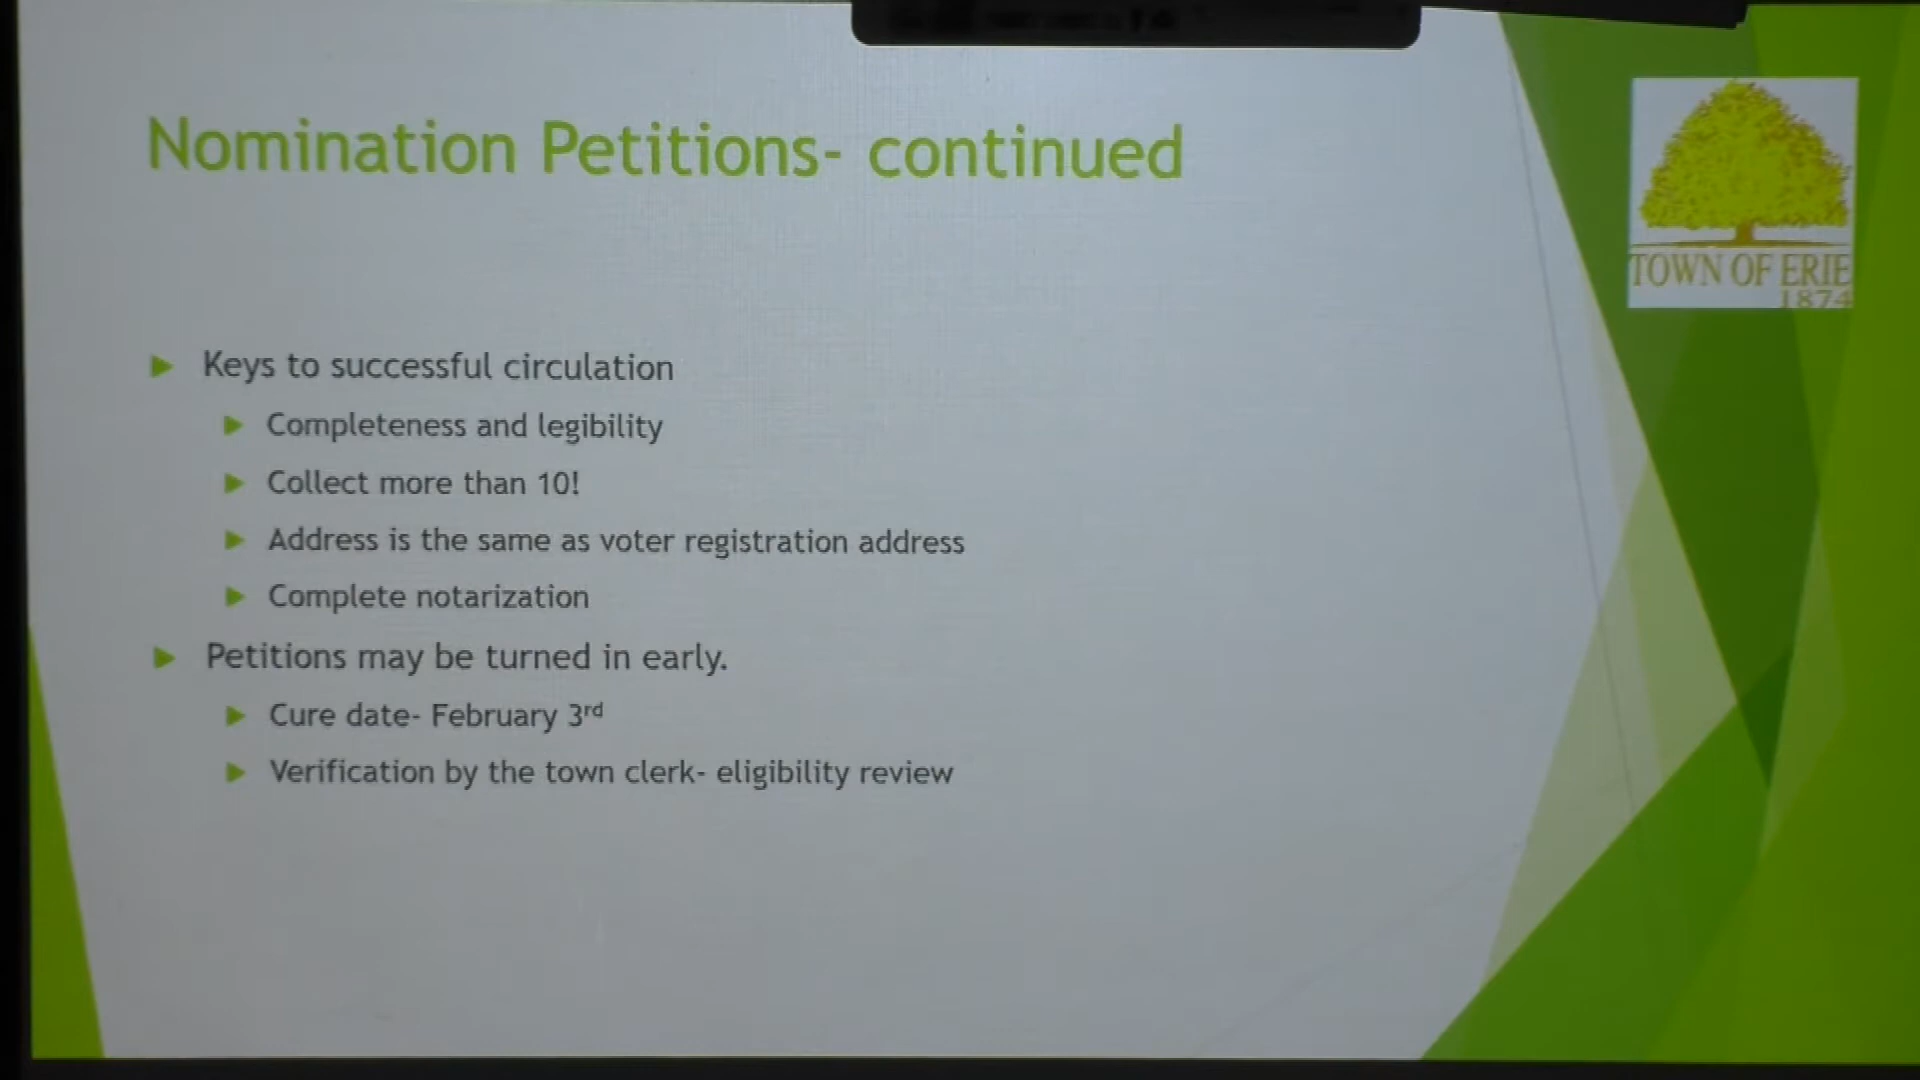 Nomination Petitions- continued
TOWN OF ERIE
1874
Keys to successful circulation
Completeness and legibility
Collect more than 10!
Address is the same as voter registration address
Complete notarization
Petitions may be turned in early.
Cure date- February 3rd
Verification by the town clerk- eligibility review